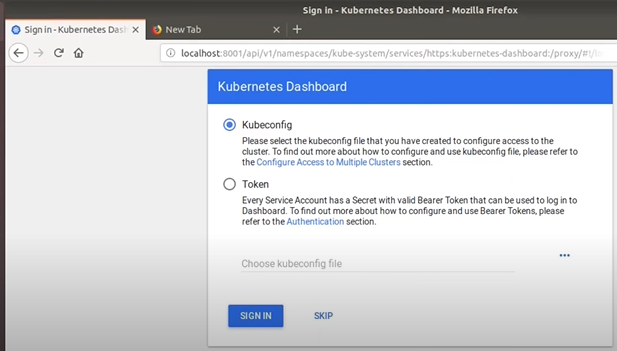 Sign in - Kubernetes Dashboard - Mozilla Firefox
Sign in - Kubernetes Das
New Tab
localhost:8001/api/v1/namespaces/kube-system/services/https:kubernetes-dashboard:/proxy/#!/lo
Kubernetes Dashboard
Kubeconfig
Please select the kubeconfig file that you have created to configure access to the
cluster. To find out more about how to configure and use kubeconfig file, please refer to
the Configure Access to Multiple Clusters section.
Token
Every Service Account has a Secret with valid Bearer Token that can be used to log in to
Dashboard. To find out more about how to configure and use Bearer Tokens, please
refer to the Authentication section.
Choose kubeconfig file
SIGN IN
SKIP